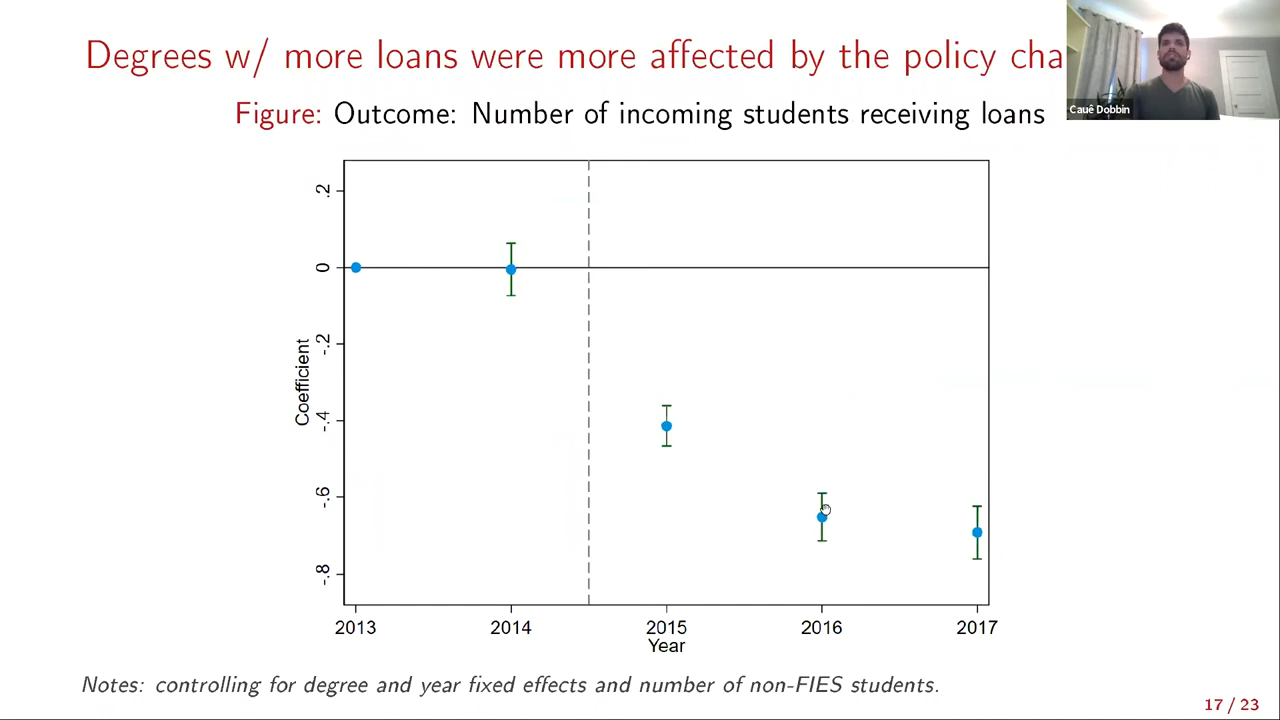 Degrees w/ more loans were more affected by the policy cha
Cauê Dobbin
Figure: Outcome: Number of incoming students receiving loans
.2
0
-.2
-.4
-.6
-.8
Coefficient
2013 2014 2015 2016 2017
Year
Notes: controlling for degree and year fixed effects and number of non-FIES students.
17 / 23